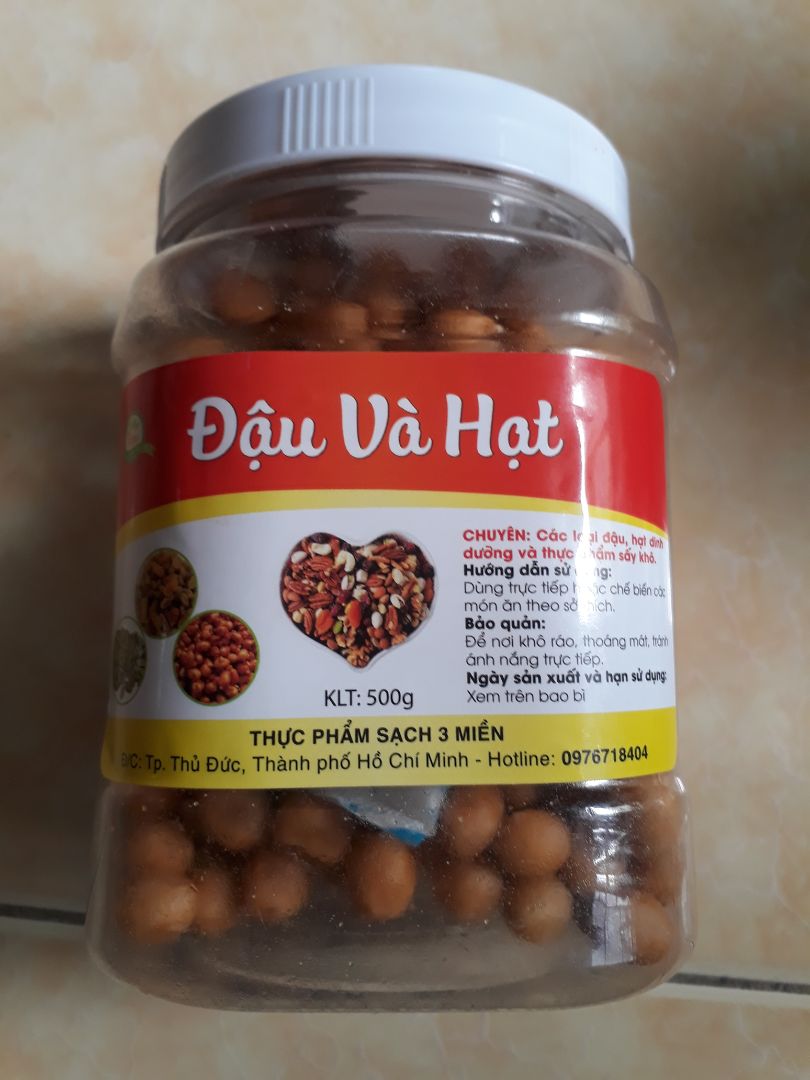 Đậu Và Hạt
CHUYÊN: Các loại đậu, hạt dinh
dưỡng và thực phẩm sấy khô.
Hướng dẫn sử dụng:
Dùng trực tiếp hoặc chế biến các
món ăn theo sở thích.
Bảo quản:
Để nơi khô ráo, thoáng mát, tránh
ánh nắng trực tiếp.
Ngày sản xuất và hạn sử dụng:
Xem trên bao bì
KLT: 500g
THỰC PHẨM SẠCH 3 MIỀN
Đ/C: Tp. Thủ Đức, Thành phố Hồ Chí Minh - Hotline: 0976718404